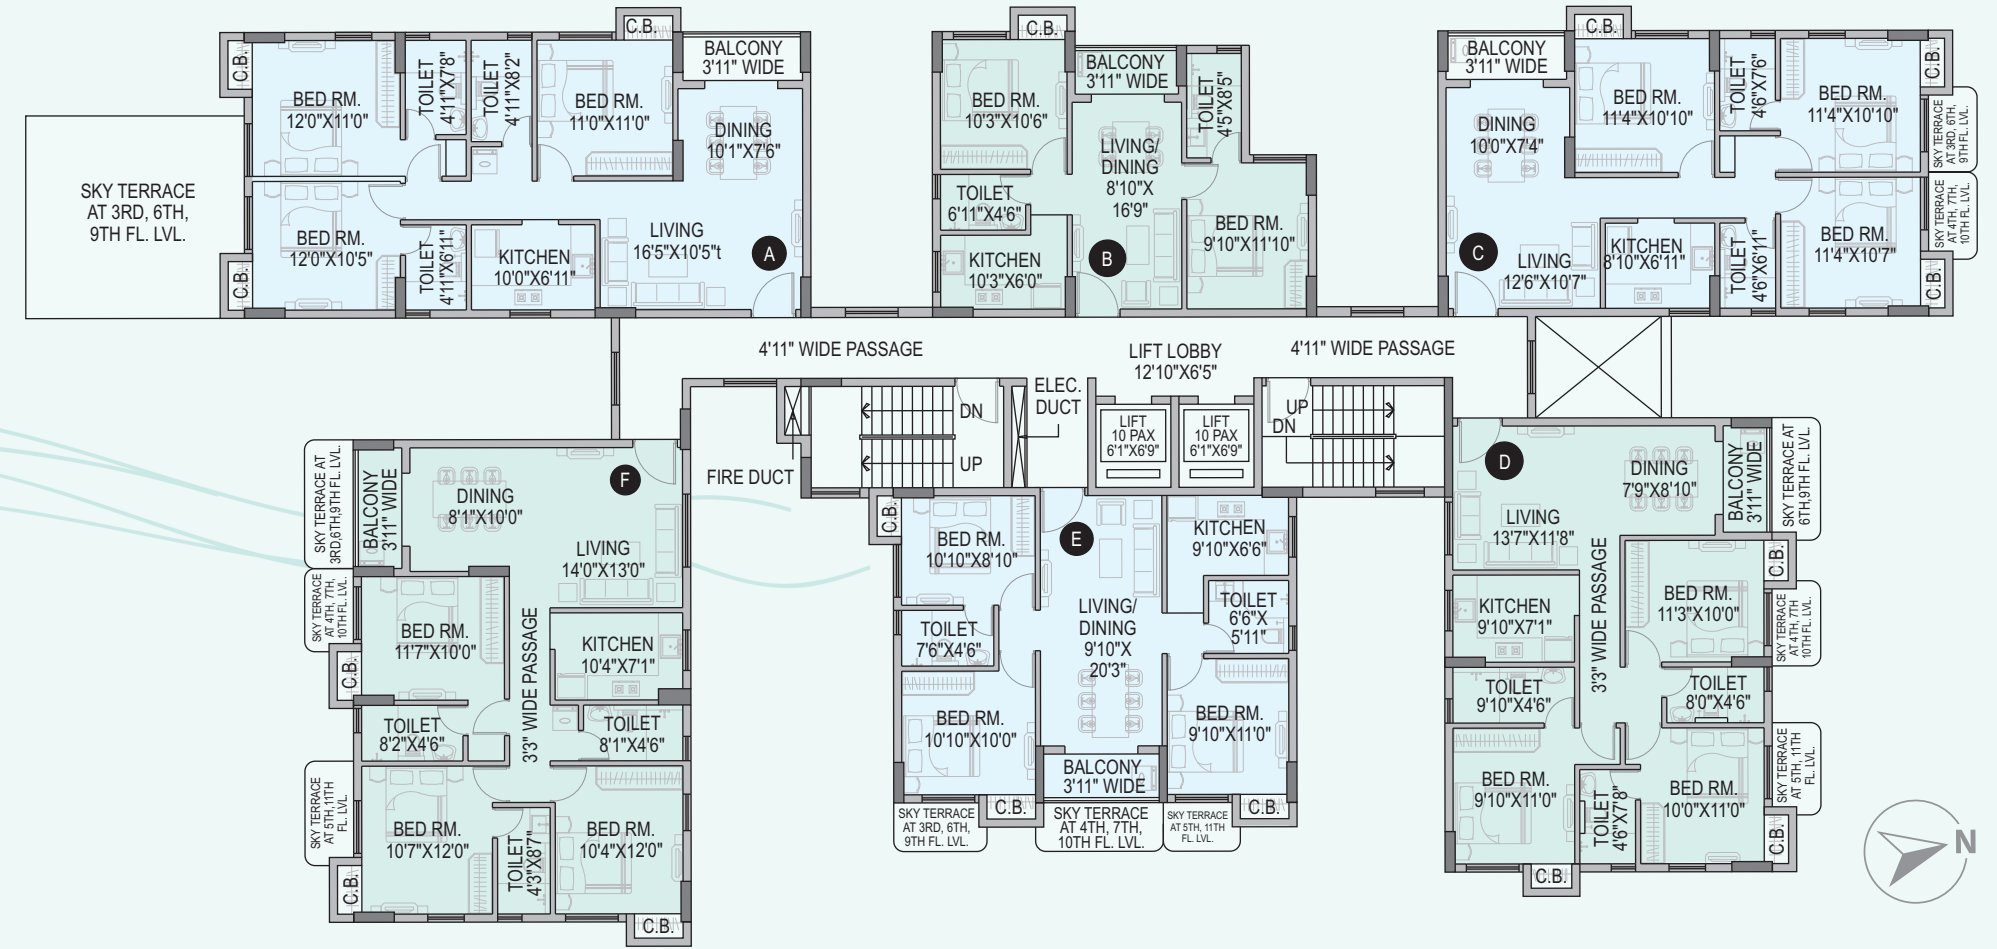 C.B.
BALCONY
3'11" WIDE
C.B.
BED RM.
12'0"X11'0"
TOILET
4'11"X7'8"
TOILET
4'11"X8'2"
BED RM.
11'0"X11'0"
DINING
10'1"X7'6"
SKY TERRACE
AT 3RD, 6TH,
9TH FL. LVL.
BED RM.
12'0"X10'5"
C.B.
TOILET
4'11"X6'11"
KITCHEN
10'0"X6'11"
LIVING
16'5"X10'5"t
A
C.B.
BALCONY
3'11" WIDE
BED RM.
10'3"X10'6"
TOILET
4'5"X8'5"
LIVING/
DINING
8'10"X
16'9"
TOILET
6'11"X4'6"
BED RM.
9'10"X11'10"
KITCHEN
10'3"X6'0"
B
C.B.
BALCONY
3'11" WIDE
BED RM.
11'4"X10'10"
TOILET
4'6"X7'6"
BED RM.
11'4"X10'10"
C.B.
SKY TERRACE
AT 3RD, 6TH,
9TH FL. LVL.
DINING
10'0"X7'4"
SKY TERRACE
AT 4TH, 7TH,
10TH FL. LVL.
C
LIVING
12'6"X10'7"
KITCHEN
8'10"X6'11"
TOILET
4'6"X6'11"
BED RM.
11'4"X10'7"
C.B.
4'11" WIDE PASSAGE
LIFT LOBBY
12'10"X6'5"
4'11" WIDE PASSAGE
ELEC.
DUCT
DN
UP
FIRE DUCT
LIFT
10 PAX
6'1"X6'9"
LIFT
10 PAX
6'1"X6'9"
UP
DN
SKY TERRACE AT
3RD,6TH,9TH FL. LVL.
BALCONY
3'11" WIDE
DINING
8'1"X10'0"
F
LIVING
14'0"X13'0"
SKY TERRACE
AT 4TH, 7TH,
10TH FL. LVL.
BED RM.
11'7"X10'0"
C.B.
3'3" WIDE PASSAGE
KITCHEN
10'4"X7'1"
TOILET
8'2"X4'6"
TOILET
8'1"X4'6"
SKY TERRACE
AT 5TH,11TH
FL. LVL.
BED RM.
10'7"X12'0"
TOILET
4'3"X8'7"
BED RM.
10'4"X12'0"
C.B.
C.B.
C.B.
BED RM.
10'10"X8'10"
E
KITCHEN
9'10"X6'6"
TOILET
7'6"X4'6"
LIVING/
DINING
9'10"X
20'3"
TOILET
6'6"X
5'11"
BED RM.
10'10"X10'0"
BED RM.
9'10"X11'0"
BALCONY
3'11" WIDE
C.B.
C.B.
SKY TERRACE
AT 3RD, 6TH,
9TH FL. LVL.
SKY TERRACE
AT 4TH, 7TH,
10TH FL. LVL.
SKY TERRACE
AT 5TH, 11TH
FL. LVL.
D
DINING
7'9"X8'10"
BALCONY
3'11" WIDE
SKY TERRACE AT
6TH,9TH FL. LVL.
LIVING
13'7"X11'8"
C.B.
3'3" WIDE PASSAGE
KITCHEN
9'10"X7'1"
BED RM.
11'3"X10'0"
SKY TERRACE
AT 4TH, 7TH
10TH FL. LVL.
TOILET
9'10"X4'6"
TOILET
8'0"X4'6"
SKY TERRACE
AT 5TH, 11TH
FL. LVL.
BED RM.
9'10"X11'0"
TOILET
4'6"X7'8"
BED RM.
10'0"X11'0"
C.B.
C.B.
N